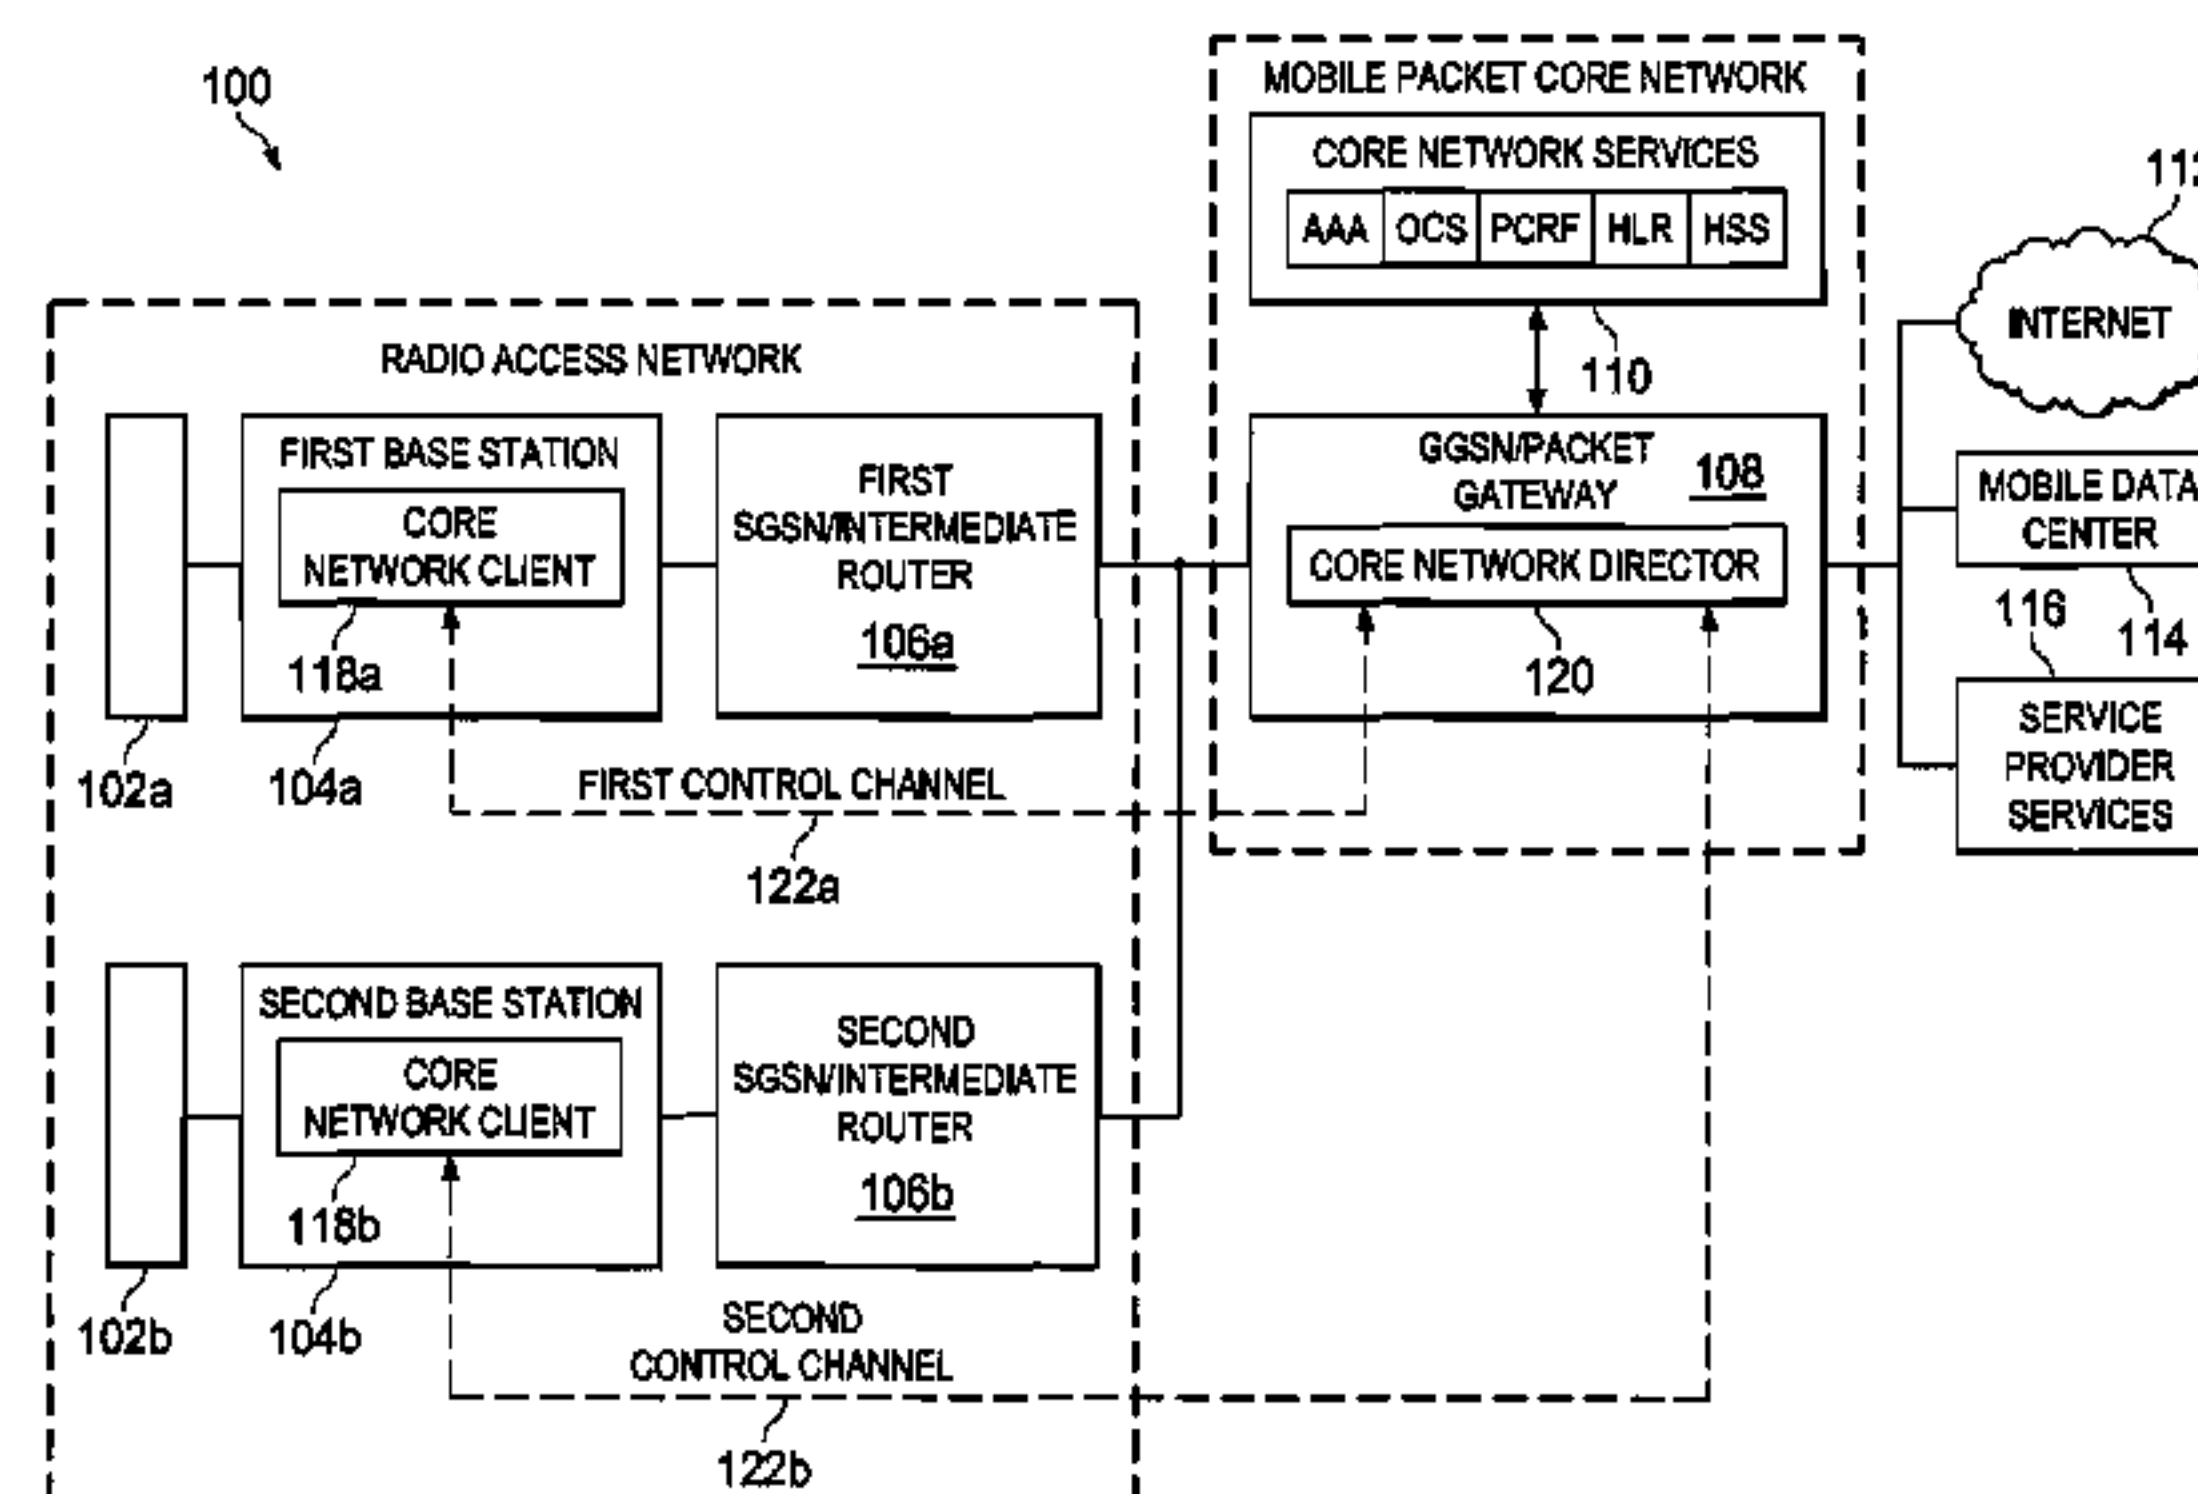 100
MOBILE PACKET CORE NETWORK
CORE NETWORK SERVICES
AAA OCS PCRF HLR HSS
110
INTERNET
RADIO ACCESS NETWORK
FIRST BASE STATION
CORE
NETWORK CLIENT
118a
102a
104a
FIRST
SGSN/INTERMEDIATE
ROUTER
106a
GGSN/PACKET
GATEWAY
108
CORE NETWORK DIRECTOR
120
MOBILE DATA
CENTER
114
116
SERVICE
PROVIDER
SERVICES
FIRST CONTROL CHANNEL
122a
SECOND BASE STATION
CORE
NETWORK CLIENT
118b
102b
104b
SECOND
SGSN/INTERMEDIATE
ROUTER
106b
SECOND
CONTROL CHANNEL
122b